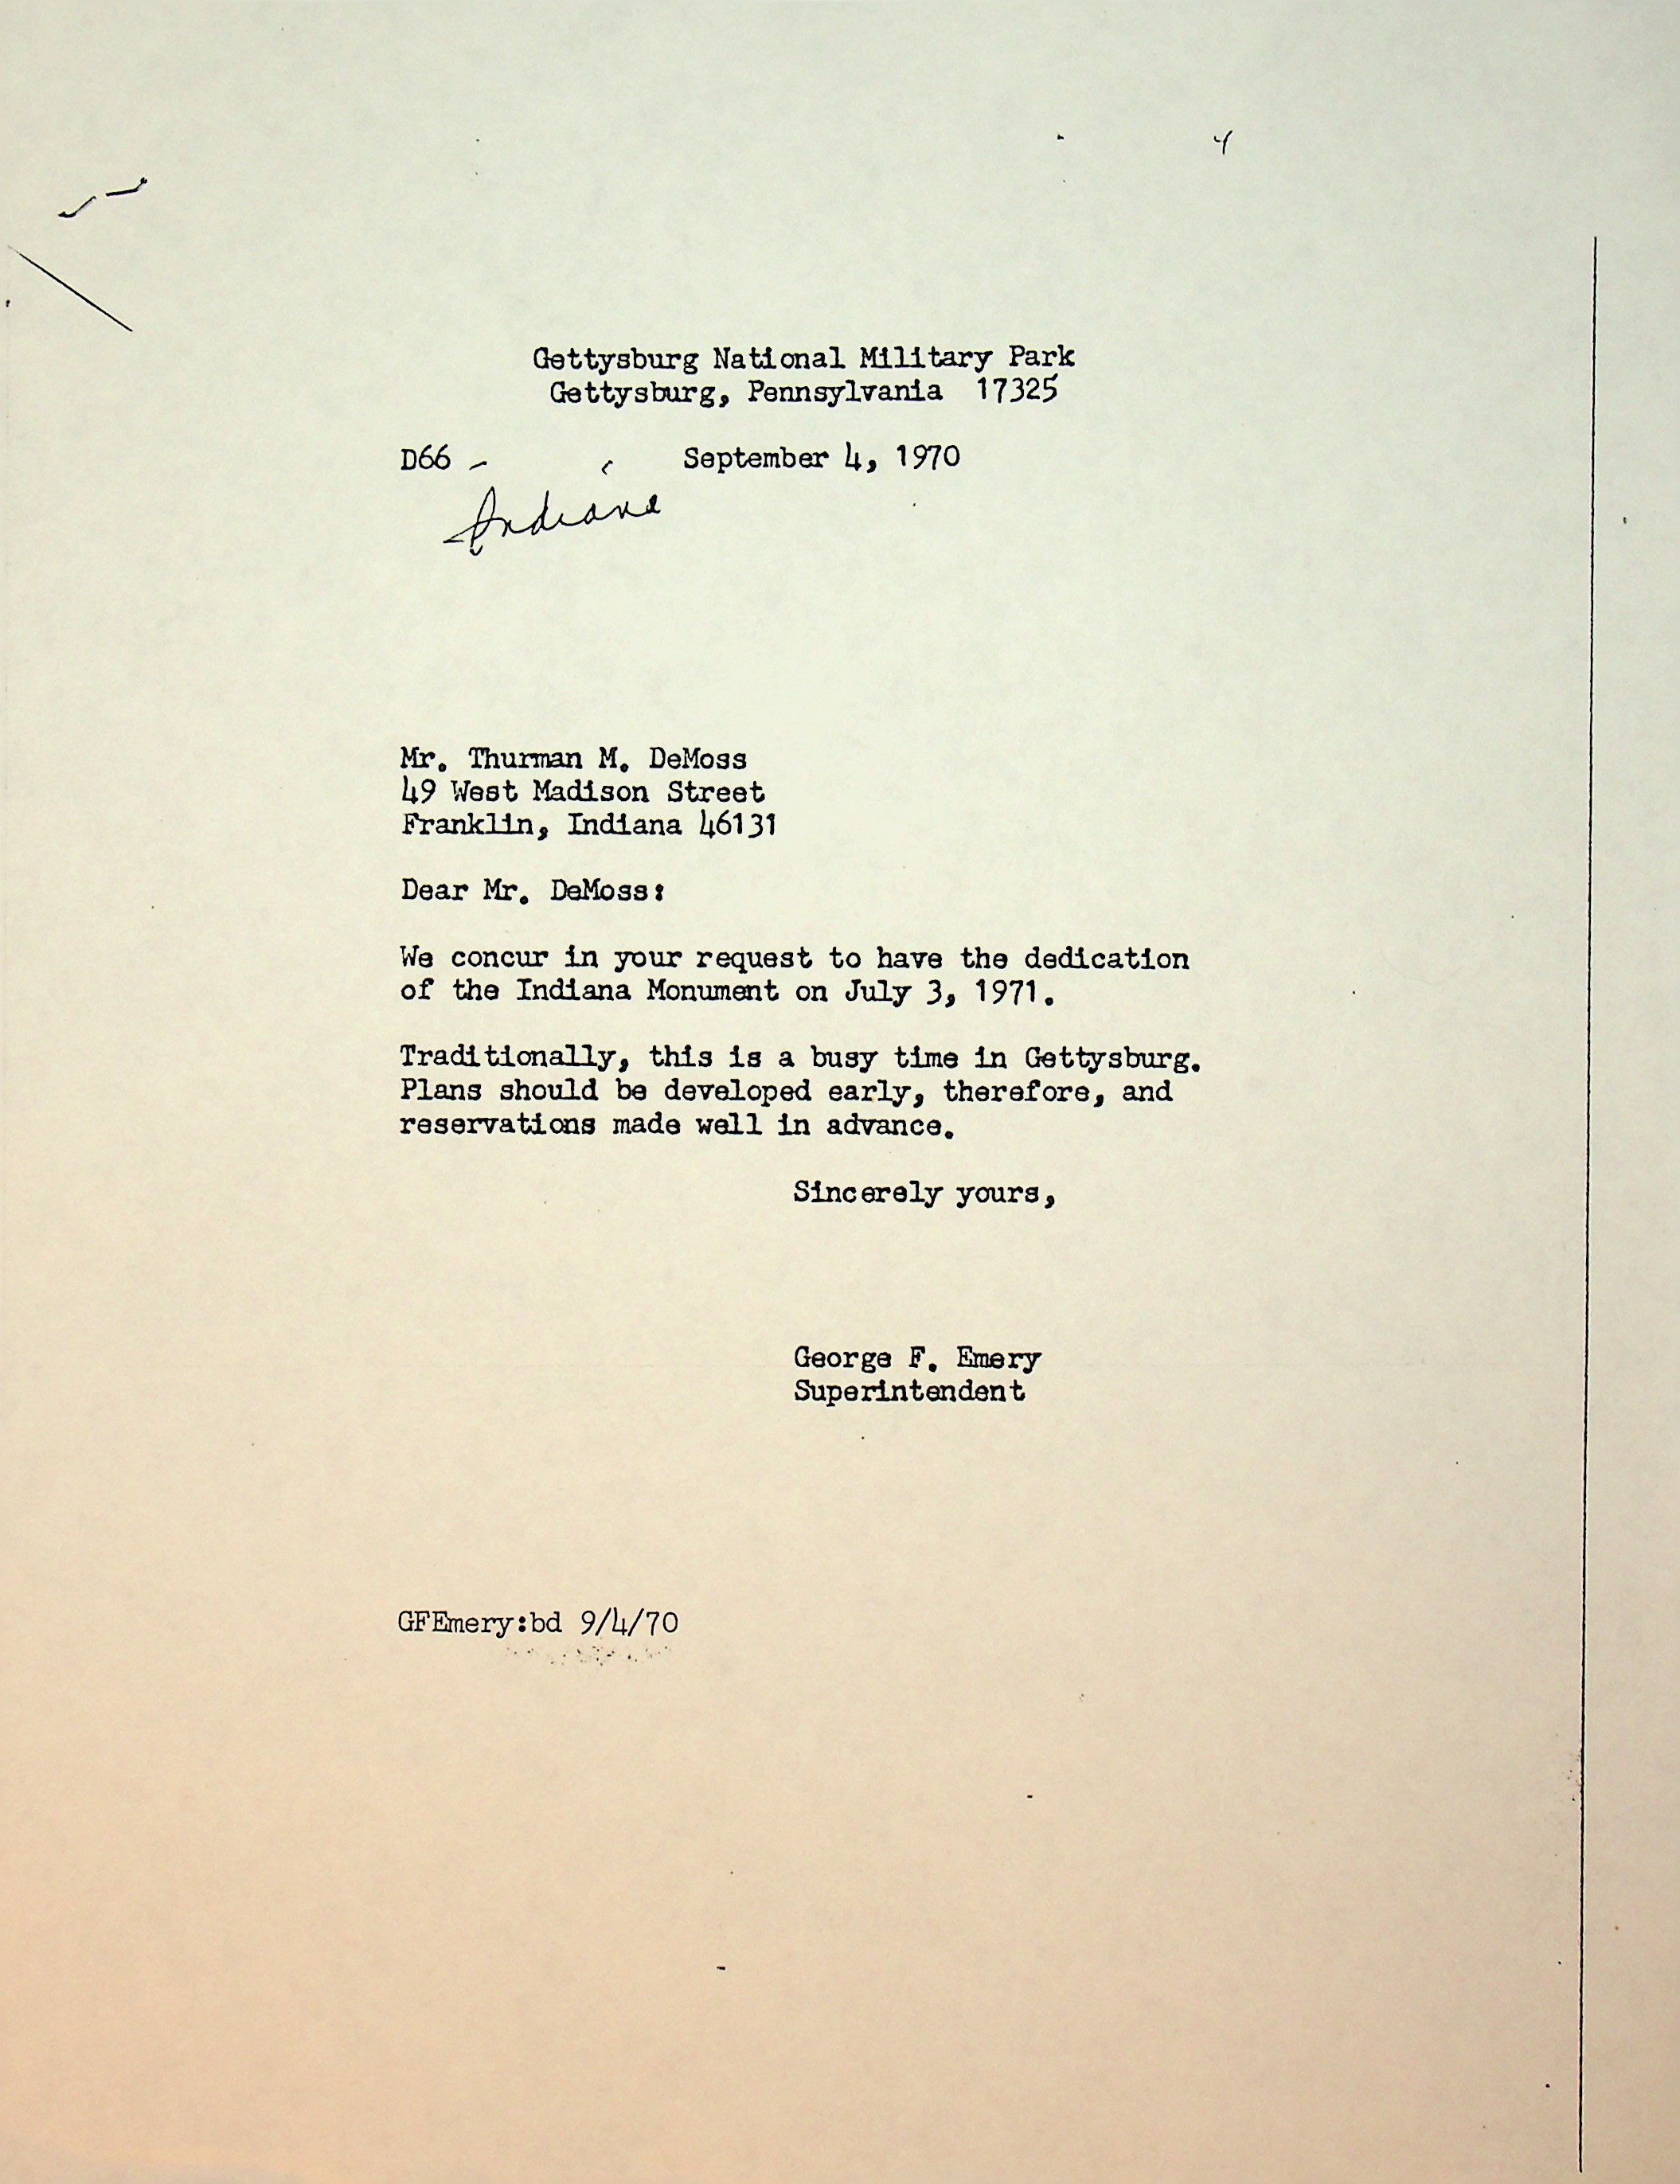 Gettysburg National Military Park
Gettysburg, Pennsylvania 17325
D66 - September 4, 1970
Indiana
Mr. Thurman M. DeMoss
49 West Madison Street
Franklin, Indiana 46131
Dear Mr. DeMoss:
We concur in your request to have the dedication
of the Indiana Monument on July 3, 1971.
Traditionally, this is a busy time in Gettysburg.
Plans should be developed early, therefore, and
reservations made well in advance.
Sincerely yours,
George F. Emery
Superintendent
GFEmery:bd 9/4/70